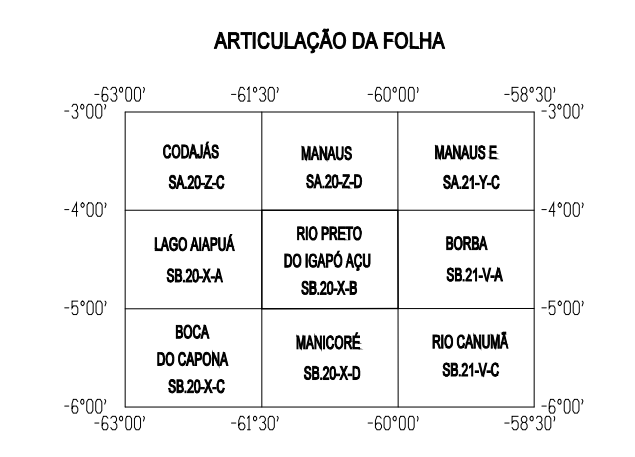 ARTICULAÇÃO DA FOLHA
-63°00' -61°30' -60°00' -58°30'
-3°00' -3°00'
CODAJÁS
SA.20-Z-C
MANAUS
SA.20-Z-D
MANAUS E
SA.21-Y-C
-4°00' -4°00'
LAGO AIAPUÁ
SB.20-X-A
RIO PRETO
DO IGAPÓ AÇU
SB.20-X-B
BORBA
SB.21-V-A
-5°00' -5°00'
BOCA
DO CAPONA
SB.20-X-C
MANICORÉ
SB.20-X-D
RIO CANUMÃ
SB.21-V-C
-6°00' -6°00'
-63°00' -61°30' -60°00' -58°30'